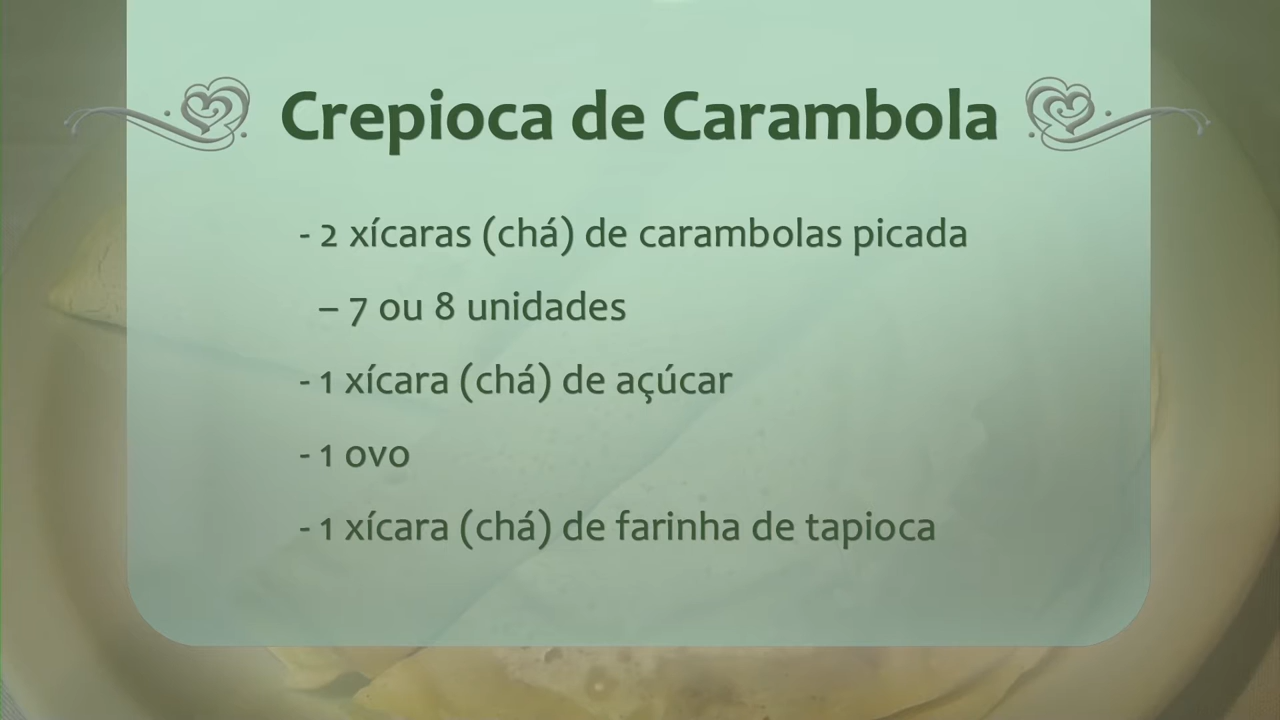 Crepioca de Carambola
- 2 xícaras (chá) de carambolas picada
– 7 ou 8 unidades
- 1 xícara (chá) de açúcar
- 1 ovo
- 1 xícara (chá) de farinha de tapioca